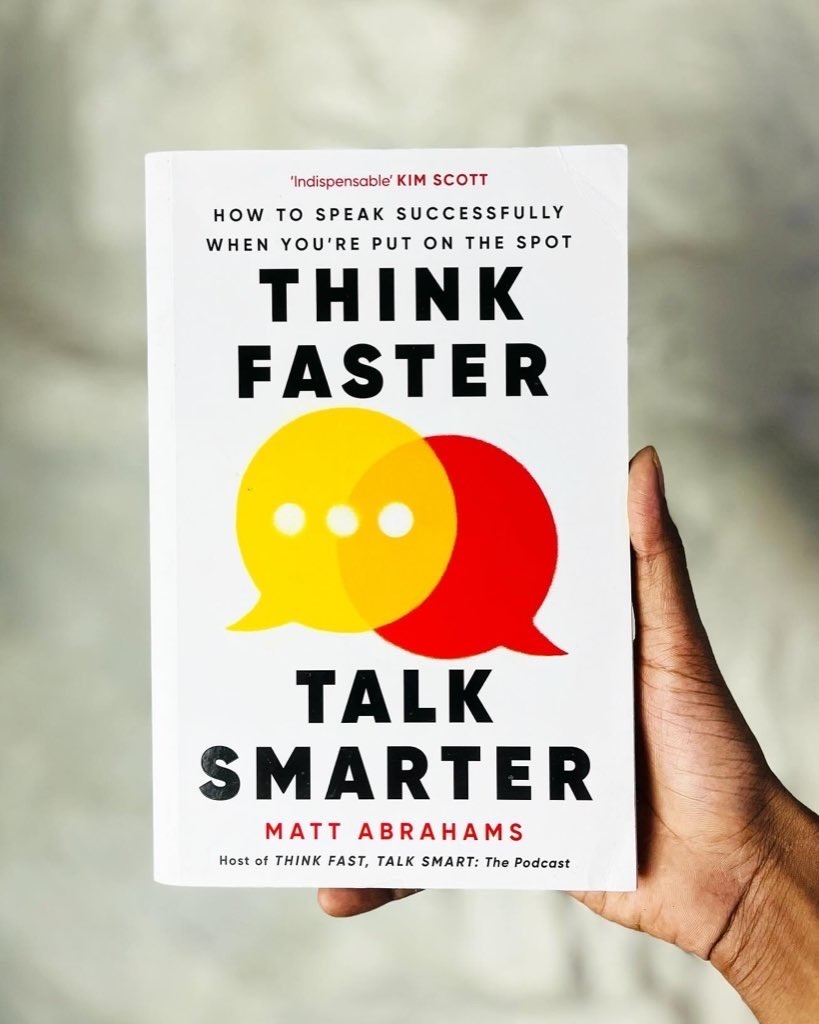 'Indispensable' KIM SCOTT
HOW TO SPEAK SUCCESSFULLY
WHEN YOU'RE PUT ON THE SPOT
THINK
FASTER
TALK
SMARTER
MATT ABRAHAMS
Host of THINK FAST, TALK SMART: The Podcast